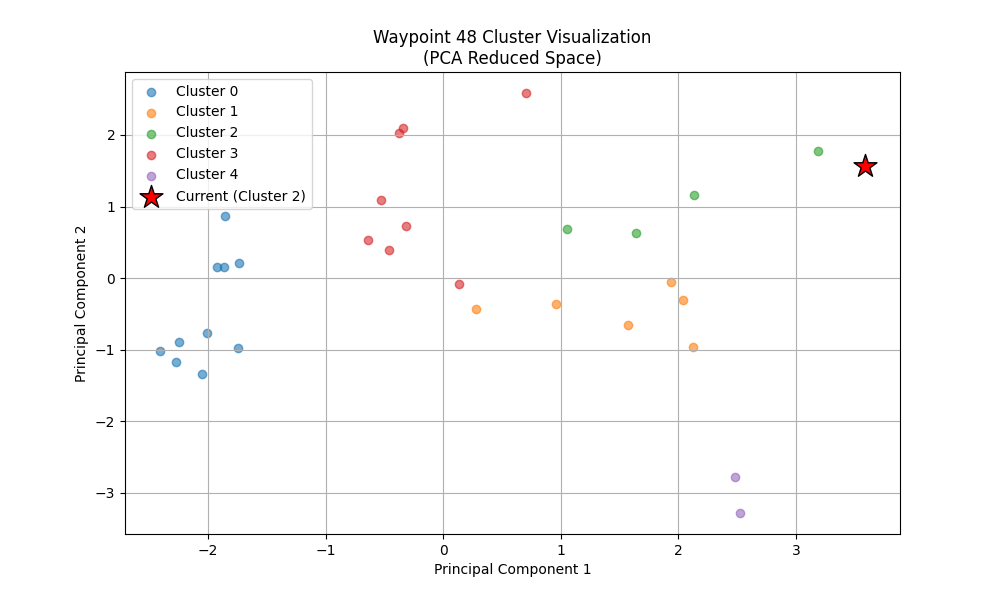 Waypoint 48 Cluster Visualization
(PCA Reduced Space)
Cluster 0
Cluster 1
Cluster 2
Cluster 3
Cluster 4
Current (Cluster 2)
Principal Component 2
2
1
0
−1
−2
−3
−2
−1
0
1
2
3
Principal Component 1